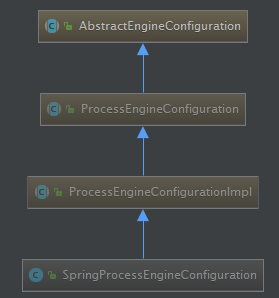 AbstractEngineConfiguration
ProcessEngineConfiguration
ProcessEngineConfigurationImpl
SpringProcessEngineConfiguration